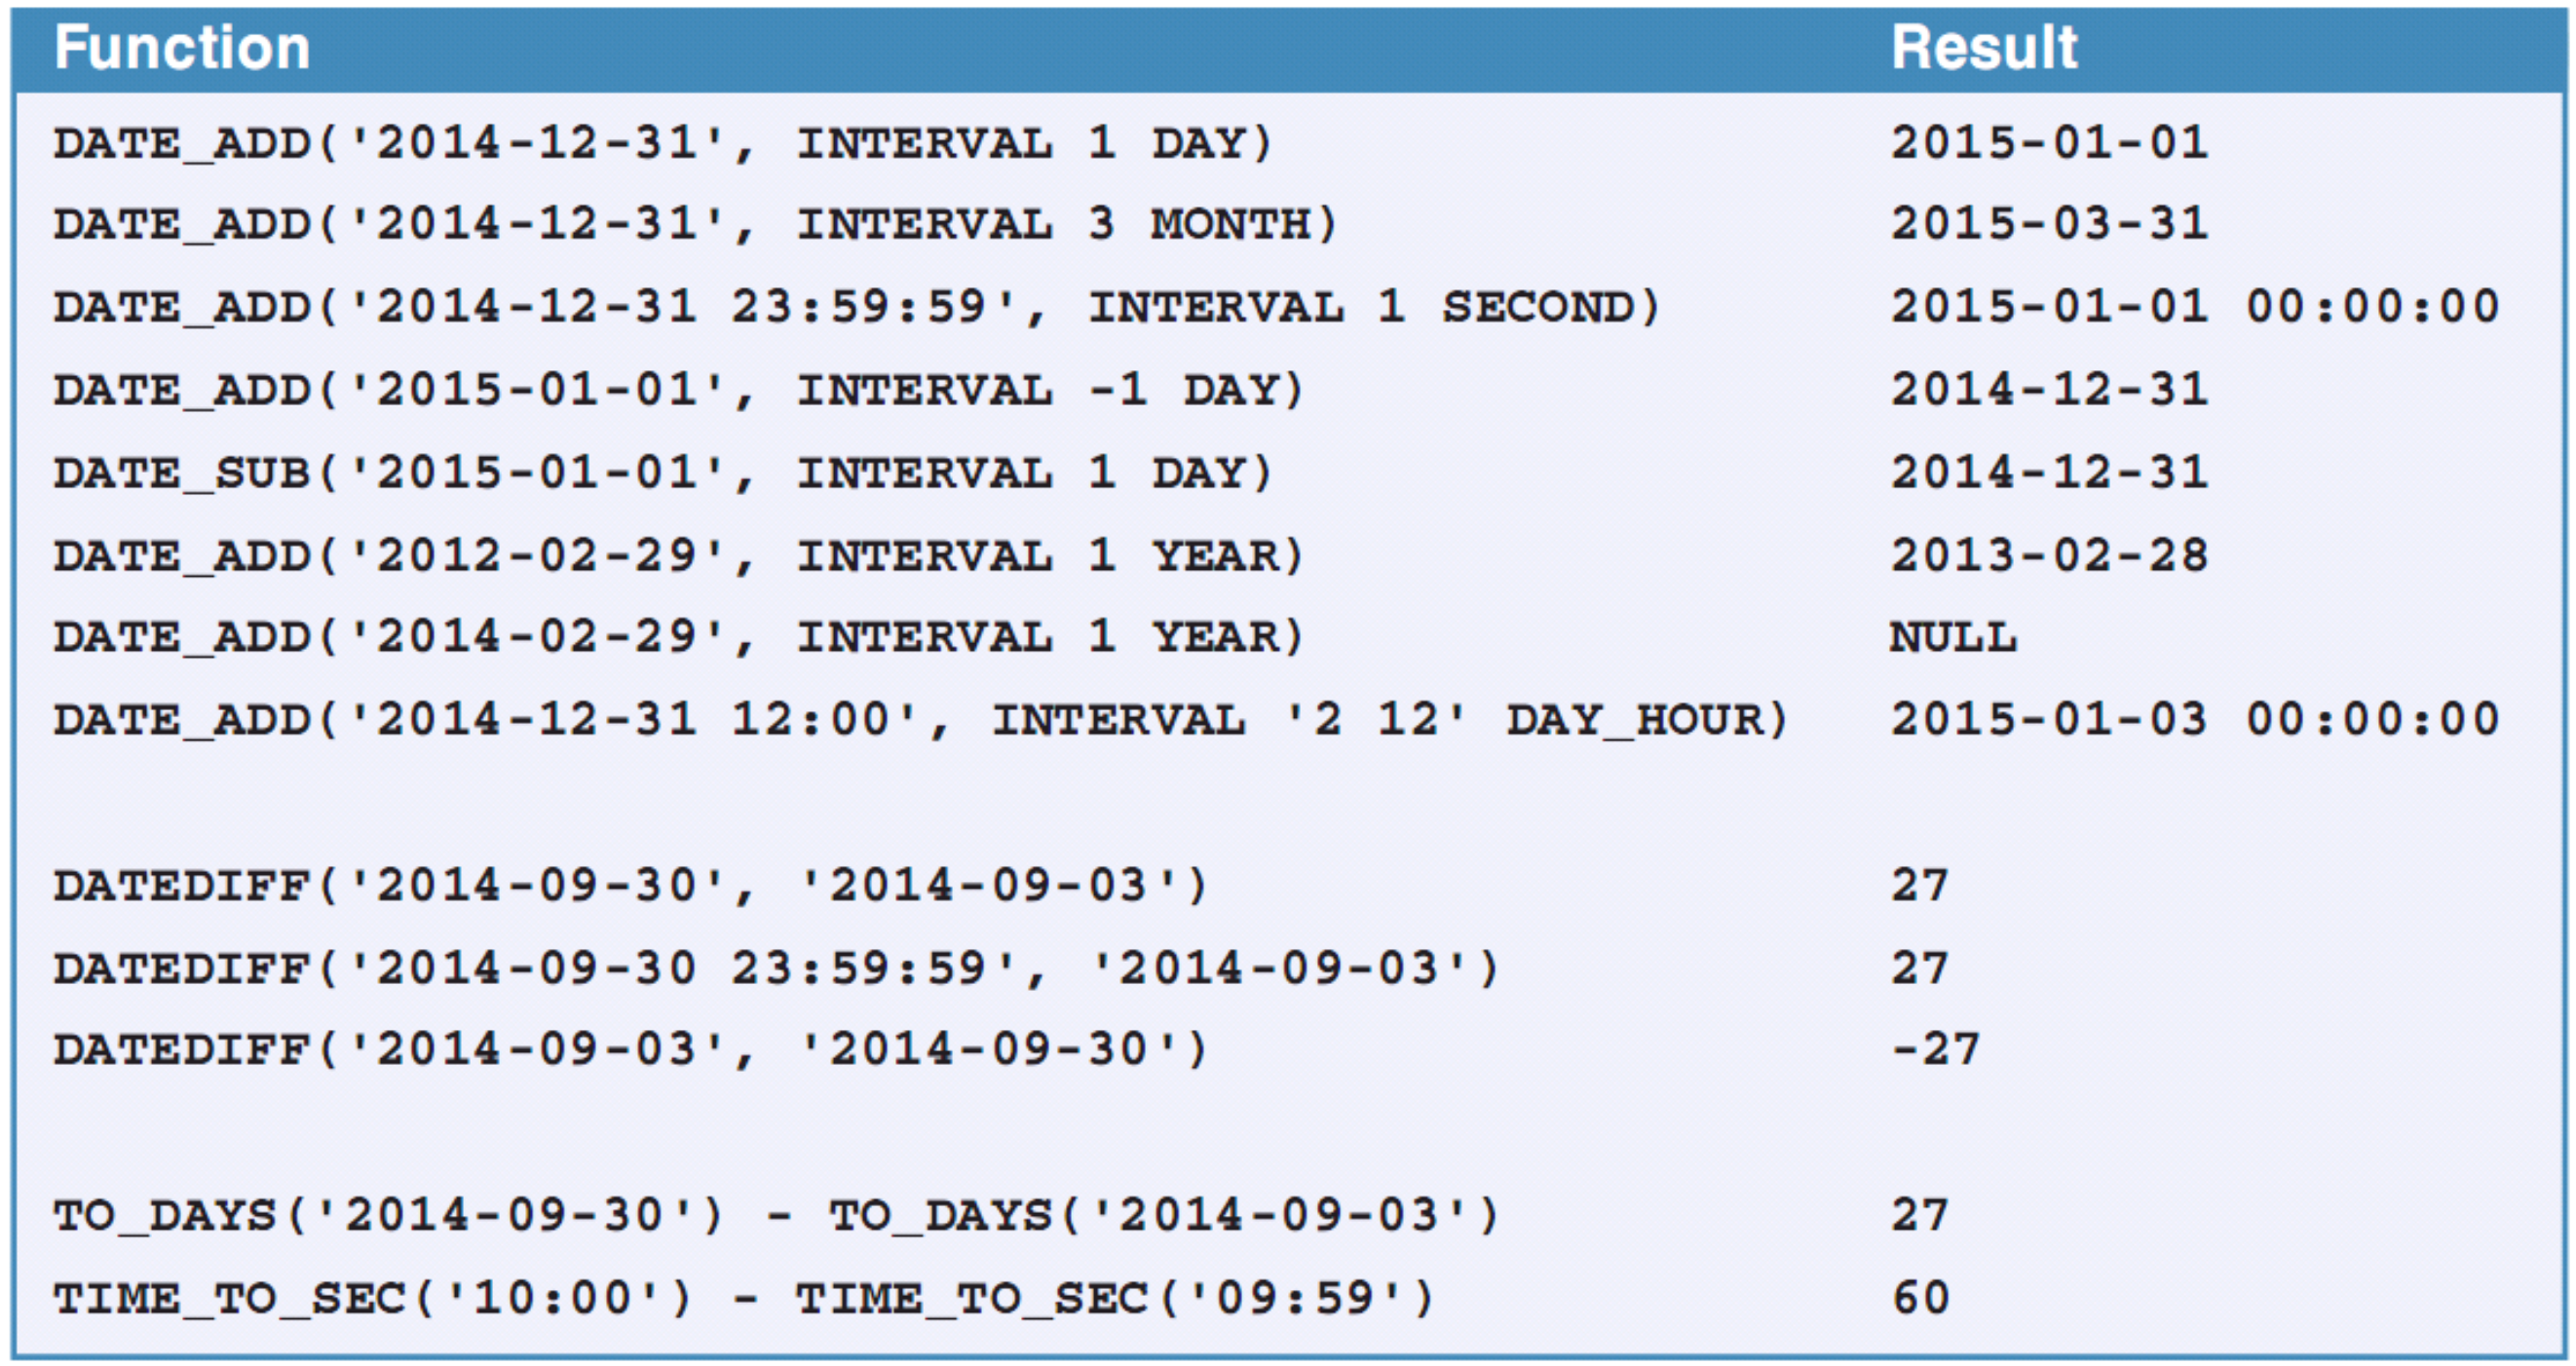 Function Result
DATE_ADD('2014-12-31', INTERVAL 1 DAY) 2015-01-01
DATE_ADD('2014-12-31', INTERVAL 3 MONTH) 2015-03-31
DATE_ADD('2014-12-31 23:59:59', INTERVAL 1 SECOND) 2015-01-01 00:00:00
DATE_ADD('2015-01-01', INTERVAL -1 DAY) 2014-12-31
DATE_SUB('2015-01-01', INTERVAL 1 DAY) 2014-12-31
DATE_ADD('2012-02-29', INTERVAL 1 YEAR) 2013-02-28
DATE_ADD('2014-02-29', INTERVAL 1 YEAR) NULL
DATE_ADD('2014-12-31 12:00', INTERVAL '2 12' DAY_HOUR) 2015-01-03 00:00:00
DATEDIFF('2014-09-30', '2014-09-03') 27
DATEDIFF('2014-09-30 23:59:59', '2014-09-03') 27
DATEDIFF('2014-09-03', '2014-09-30') -27
TO_DAYS('2014-09-30') - TO_DAYS('2014-09-03') 27
TIME_TO_SEC('10:00') - TIME_TO_SEC('09:59') 60